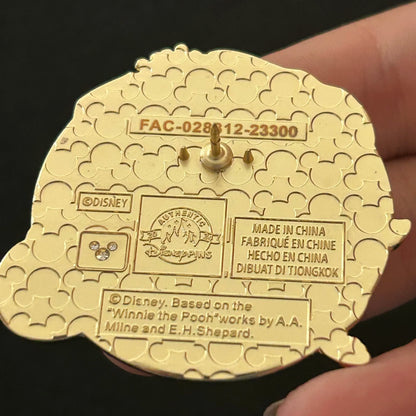 FAC-028912-23300
©DISNEY
AUTHENTIC
DISNEY PINS
MADE IN CHINA
FABRIQUÉ EN CHINE
HECHO EN CHINA
DIBUAT DI TIONGKOK
©Disney. Based on the
"Winnie the Pooh"works by A.A.
Milne and E.H.Shepard.